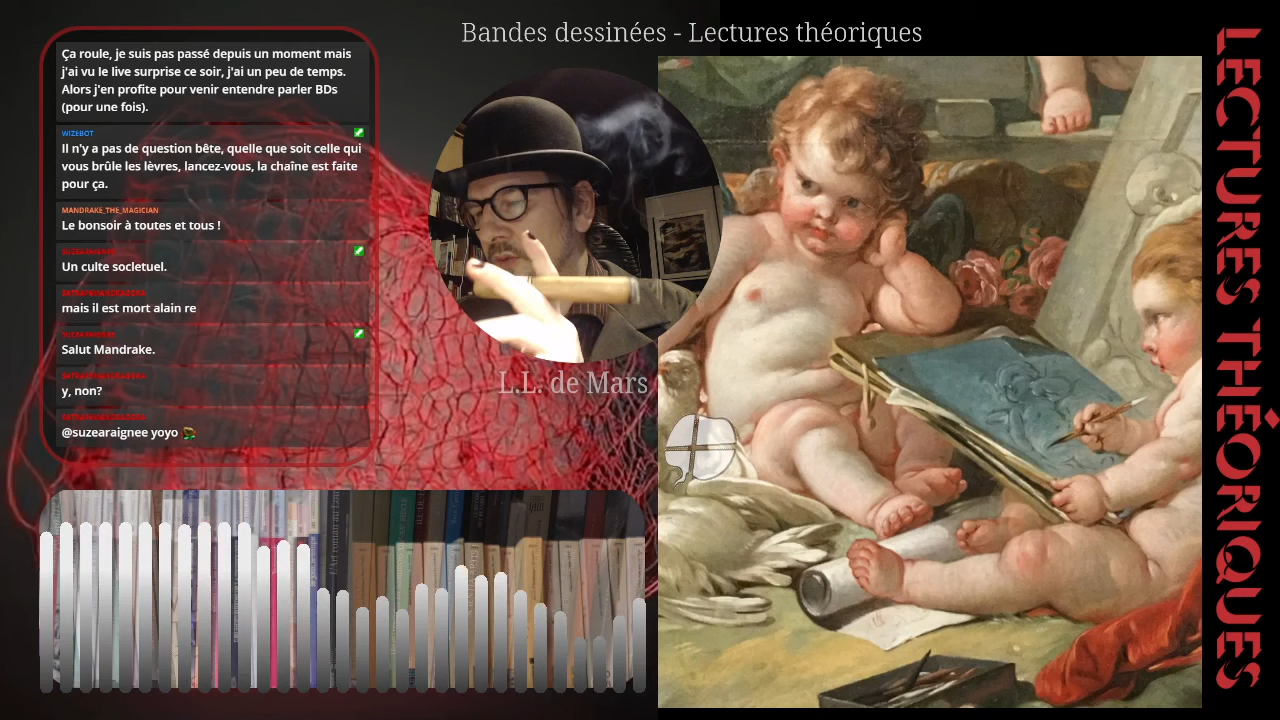 Bandes dessinées - Lectures théoriques
Ça roule, je suis pas passé depuis un moment mais
j'ai vu le live surprise ce soir, j'ai un peu de temps.
Alors j'en profite pour venir entendre parler BDs
(pour une fois).
WIZEBOT
Il n'y a pas de question bête, quelle que soit celle qui
vous brûle les lèvres, lancez-vous, la chaîne est faite
pour ça.
MANDRAKE_THE_MAGICIAN
Le bonsoir à toutes et tous !
Un culte societuel.
mais il est mort alain re
Salut Mandrake.
y, non?
@suzearaignee yoyo
L.L. de Mars
LECTURES THÉORIQUES